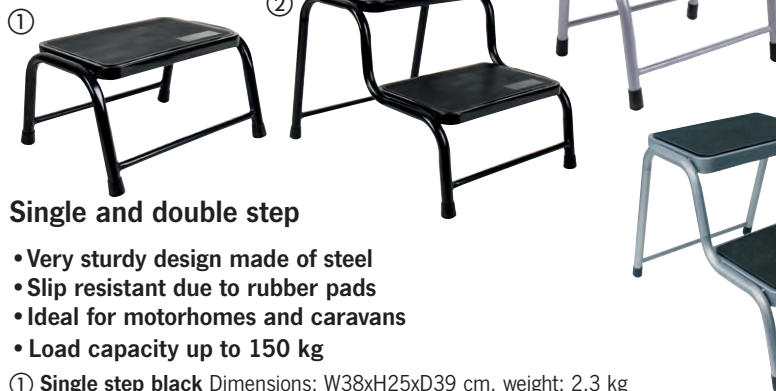 ①
②
Single and double step
• Very sturdy design made of steel
• Slip resistant due to rubber pads
• Ideal for motorhomes and caravans
• Load capacity up to 150 kg
① Single step black Dimensions: W38xH25xD39 cm, weight: 2.3 kg